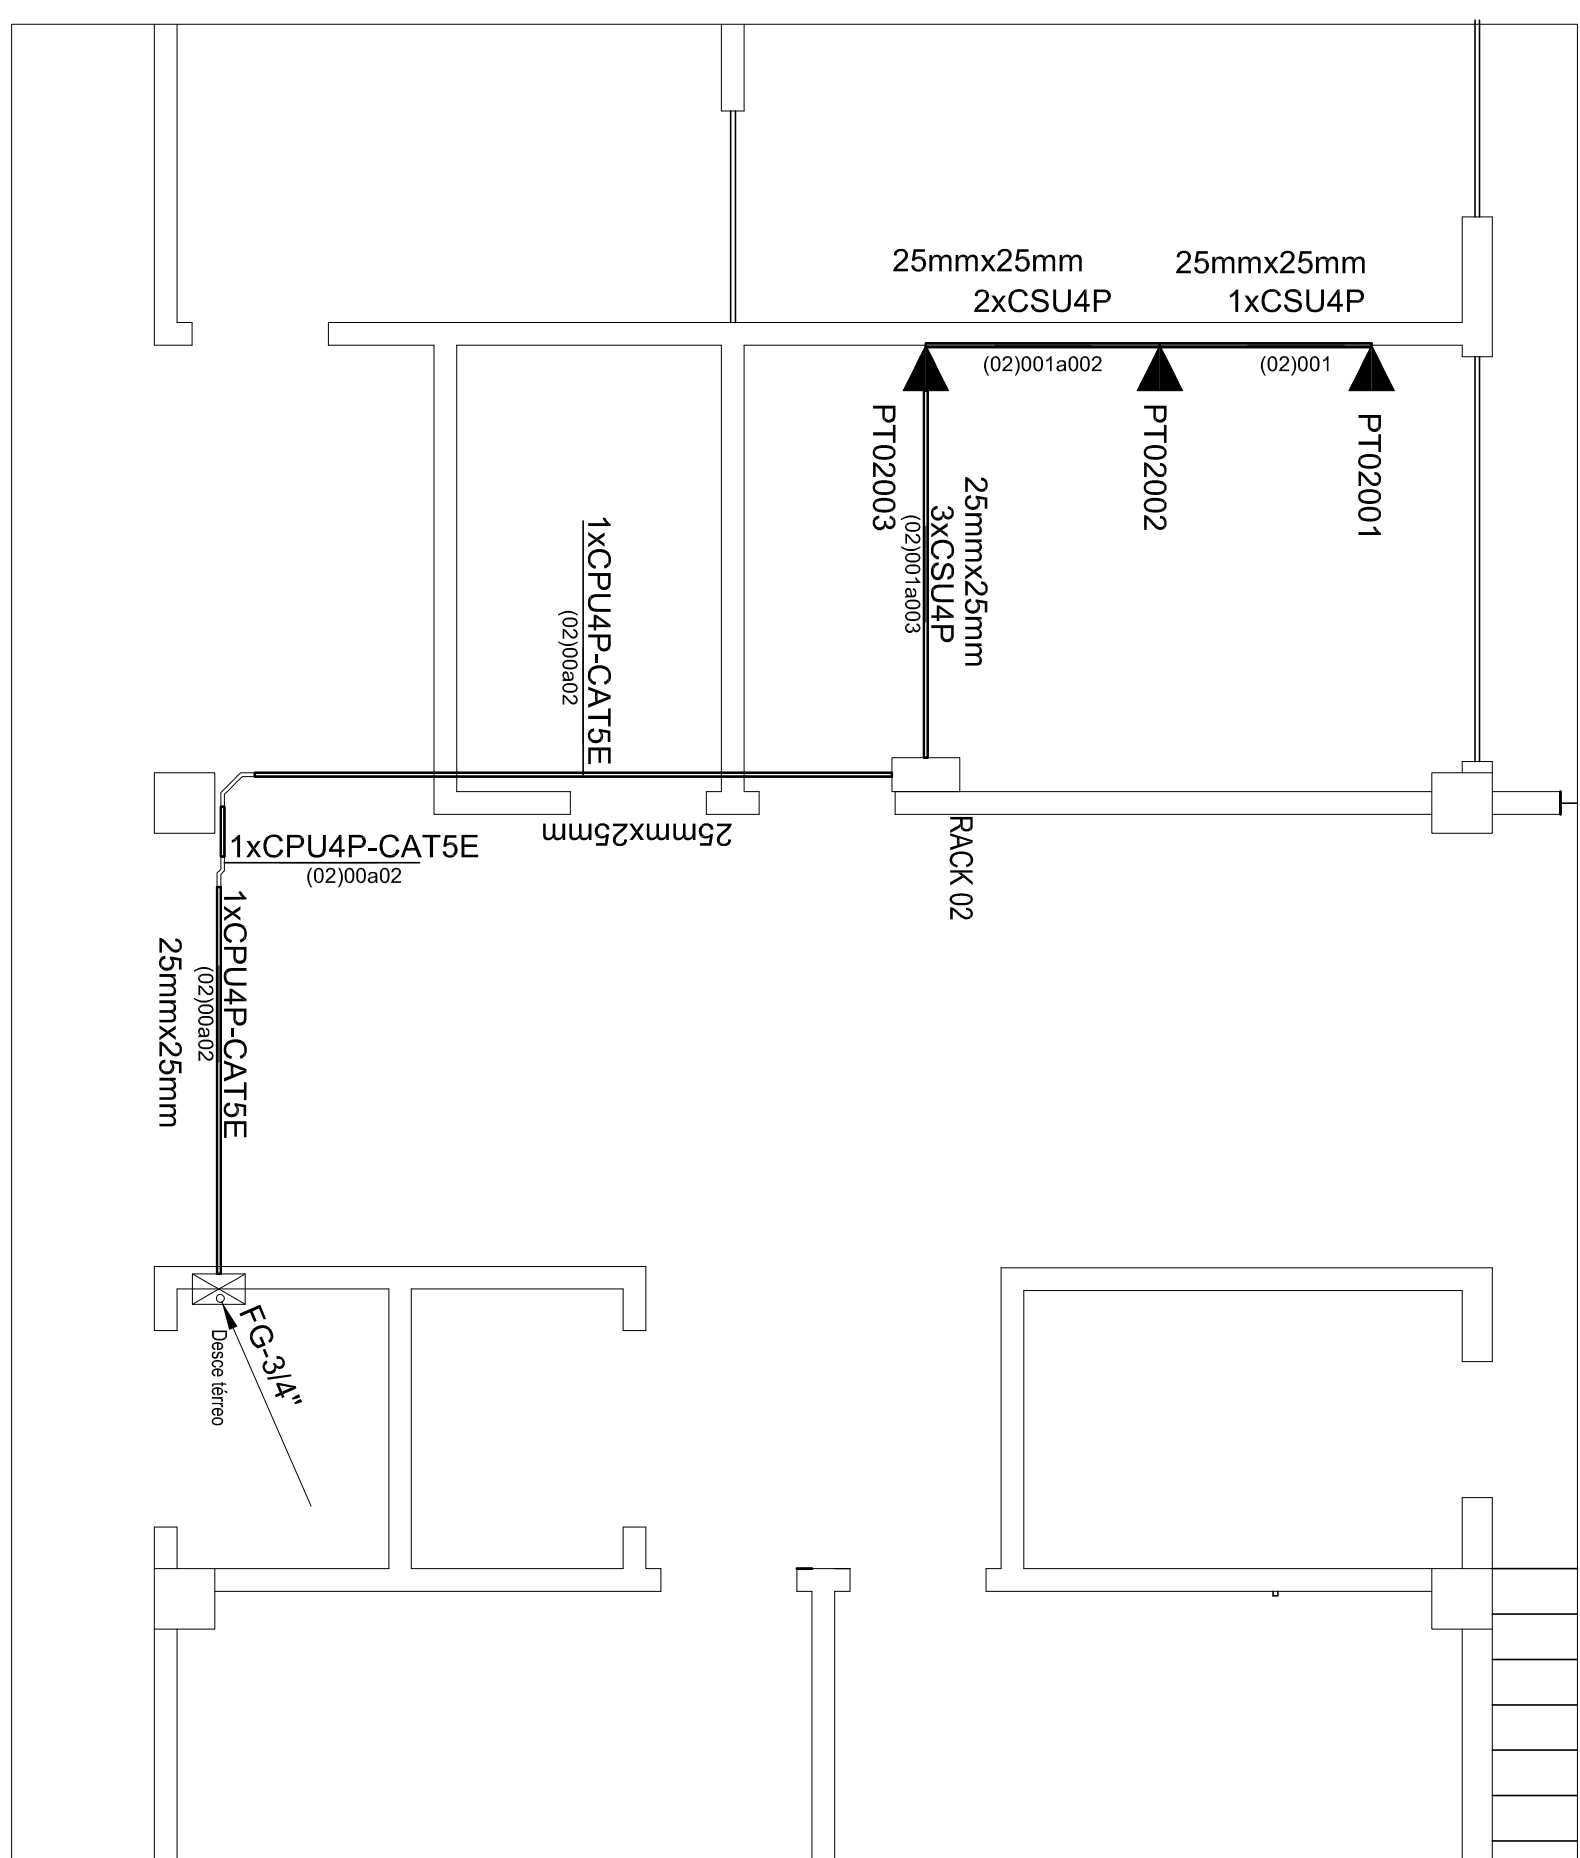 25mmx25mm
2xCSU4P
(02)001a002
25mmx25mm
1xCSU4P
(02)001
PT02003
PT02002
PT02001
25mmx25mm
3xCSU4P
(02)001a003
1xCPU4P-CAT5E
(02)00a02
25mmx25mm
RACK 02
1xCPU4P-CAT5E
(02)00a02
1xCPU4P-CAT5E
(02)00a02
25mmx25mm
FG-3/4"
Desce térreo